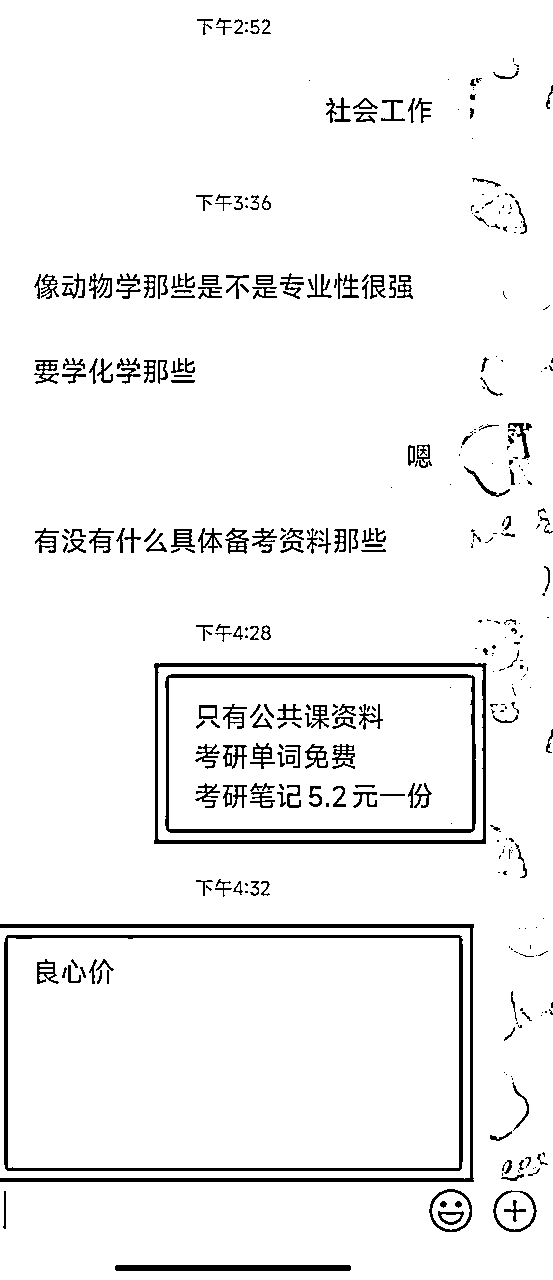 下午2:52
社会工作
下午3:36
像动物学那些是不是专业性很强
要学化学那些
嗯
有没有什么具体备考资料那些
下午4:28
只有公共课资料
考研单词免费
考研笔记5.2元一份
下午4:32
良心价